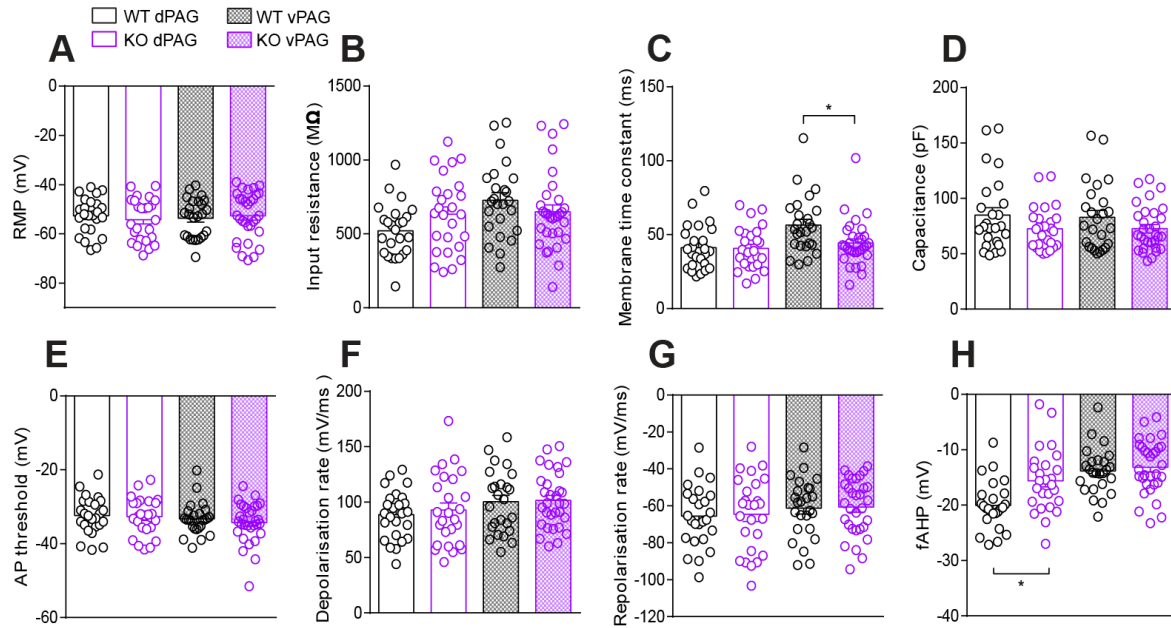 WT dPAG WT vPAG
KO dPAG KO vPAG
A
0
-20
-40
-60
-80
RMP (mV)
B
1500
1000
500
0
Input resistance (MΩ)
C
150
100
50
0
Membrane time constant (ms)
*
D
200
150
100
50
0
Capacitance (pF)
E
0
-20
-40
-60
AP threshold (mV)
F
200
150
100
50
0
Depolarisation rate (mV/ms)
G
0
-20
-40
-60
-80
-100
-120
Repolarisation rate (mV/ms)
H
0
-10
-20
-30
-40
fAHP (mV)
*